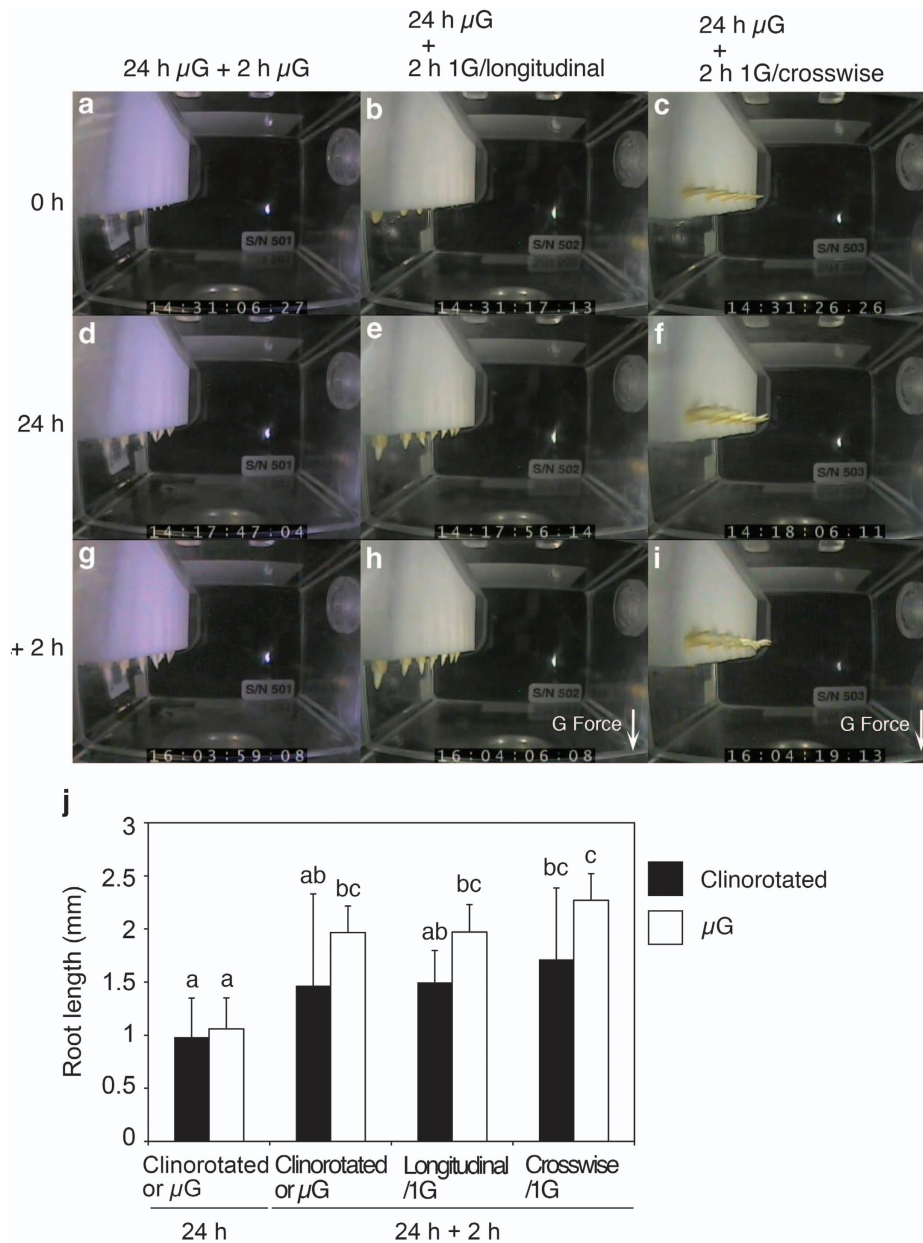 24 h µG + 2 h µG
24 h µG
+
2 h 1G/longitudinal
24 h µG
+
2 h 1G/crosswise
0 h
a
S/N 501
14:31:06:27
b
S/N 502
14:31:17:13
c
S/N 503
14:31:26:26
24 h
d
S/N 501
14:17:47:04
e
S/N 502
14:17:56:14
f
S/N 503
14:18:06:11
+ 2 h
g
S/N 501
16:03:59:08
h
S/N 502
G Force
16:04:06:08
i
S/N 503
G Force
16:04:19:13
j
Root length (mm)
3
2.5
2
1.5
1
0.5
0
a
a
ab
bc
ab
bc
bc
c
Clinorotated
µG
Clinorotated
or µG
Clinorotated
or µG
Longitudinal
/1G
Crosswise
/1G
24 h
24 h + 2 h